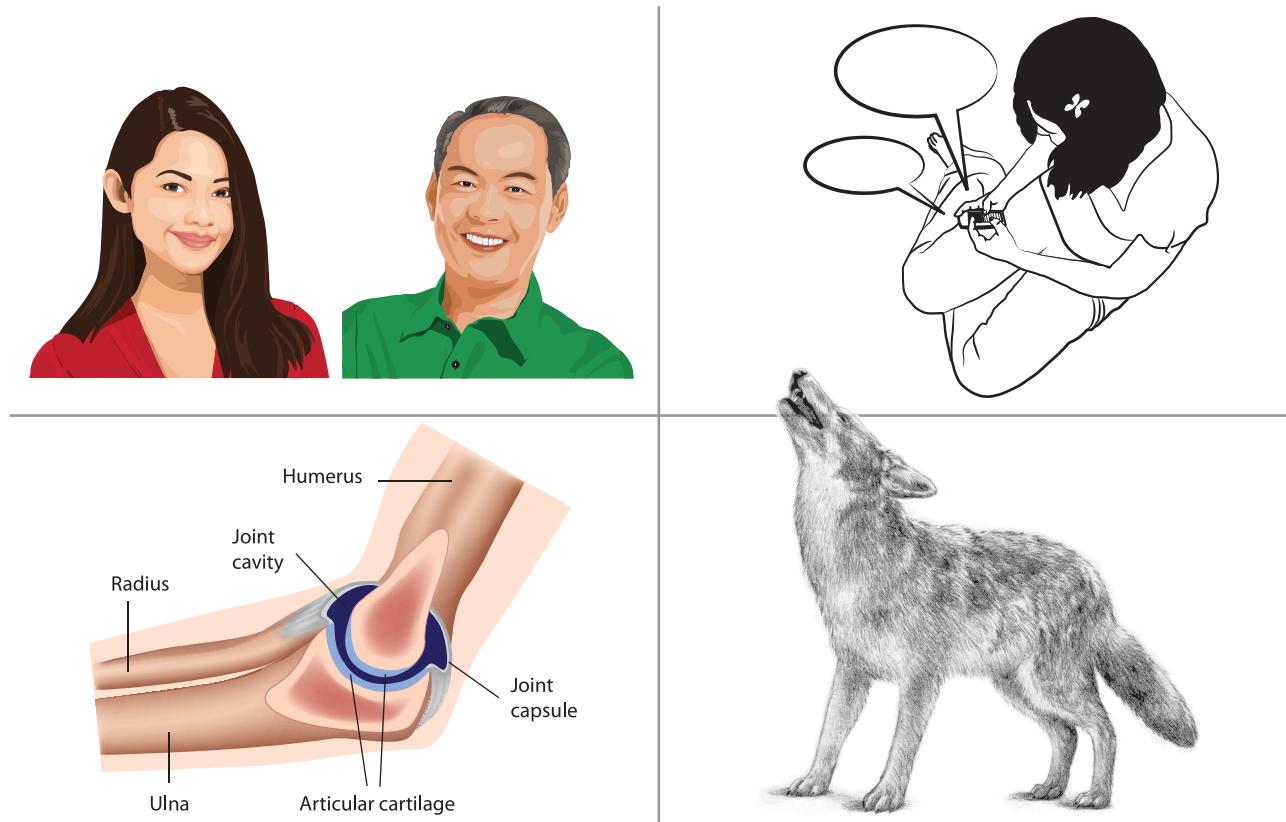 Humerus
Joint
cavity
Radius
Joint
capsule
Ulna
Articular cartilage